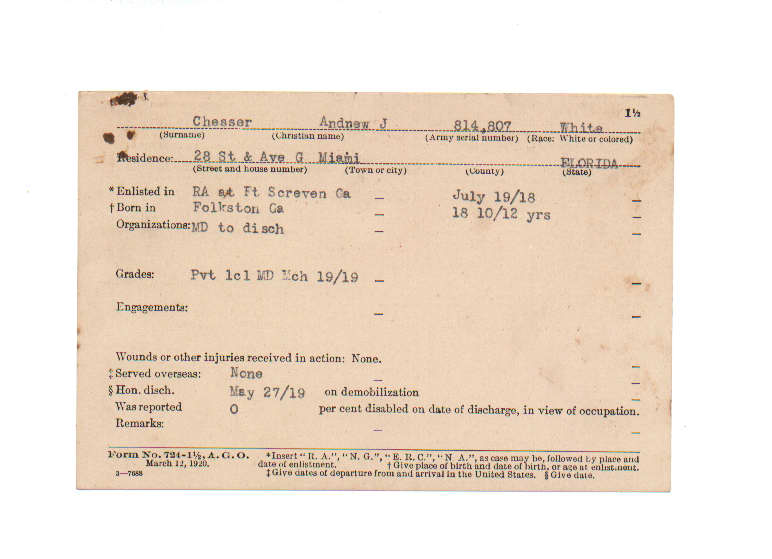 1½
Chesser Andrew J 814,807 White
(Surname) (Christian name) (Army serial number) (Race: White or colored)
Residence: 28 St & Ave G Miami FLORIDA
(Street and house number) (Town or city) (County) (State)
* Enlisted in RA at Ft Screven Ga – July 19/18 –
† Born in Folkston Ga – 18 10/12 yrs –
Organizations: MD to disch – –
Grades: Pvt 1cl MD Mch 19/19 – –
Engagements: – –
Wounds or other injuries received in action: None. –
‡ Served overseas: None – –
§ Hon. disch. May 27/19 on demobilization –
Was reported 0 per cent disabled on date of discharge, in view of occupation.
Remarks: – –
Form No. 724-1½, A. G. O. *Insert "R. A.", "N. G.", "E. R. C.", "N. A.", as case may be, followed by place and
March 12, 1920. date of enlistment. † Give place of birth and date of birth, or age at enlistment.
3—7688 ‡ Give dates of departure from and arrival in the United States. § Give date.